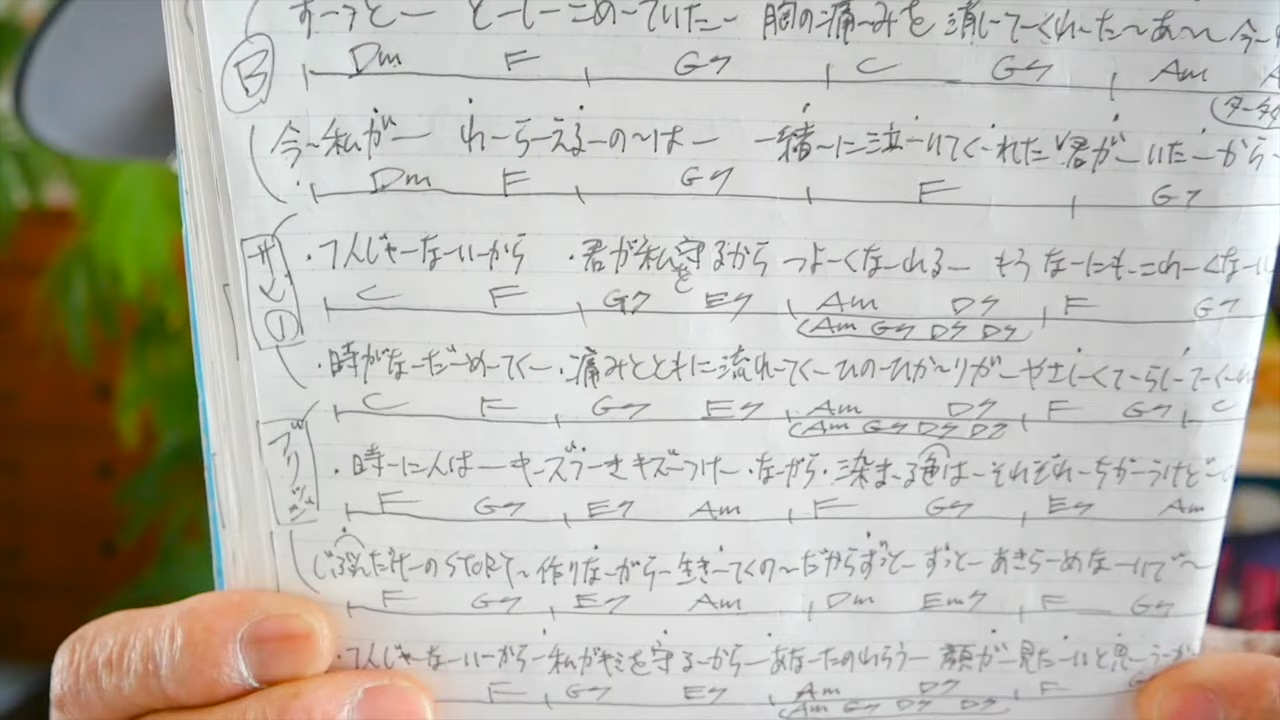 ずーっとー とーじーこめーていたー 胸の痛ーみを 消してーくれーた〜あ〜 今〜
B
Dm F G7 C G7 Am A
今〜私がー わーらーえるーのーはー 一緒〜に泣ーいてくーれた 君がーいたーから
Dm F G7 F G7
サビ①
1人じゃーなーいーから 君が私を守るから つよーくなーれるー もうなーにもこわーくなーい
C F G7 E7 Am D7 F G7
(Am G7 D7 D7)
時がなーだーめーてくー 痛みとともに流れーてくー ひのーひか〜りがーやさしーくてーらしーてーくーれ
C F G7 E7 Am D7 F G7 C
(Am G7 D7 D7)
ブリッジ
時ーに人はーキーズヅーきキズーつけーながら 染ま〜る色はーそれぞれーちがーうけどー
F G7 E7 Am F G7 E7 Am
じぶんだけーのSTORY〜作りなーがらー生きーてくの〜だからずっとー ずっとー あきらーめなーいで〜
F G7 E7 Am Dm Em7 F G7
1人じゃーなーいーからー私がキミを守るーからーあなーたのわらうー 顔がー見たーいと思ーうーか
F G7 E7 Am D7 F G
(Am G7 D7 D7)